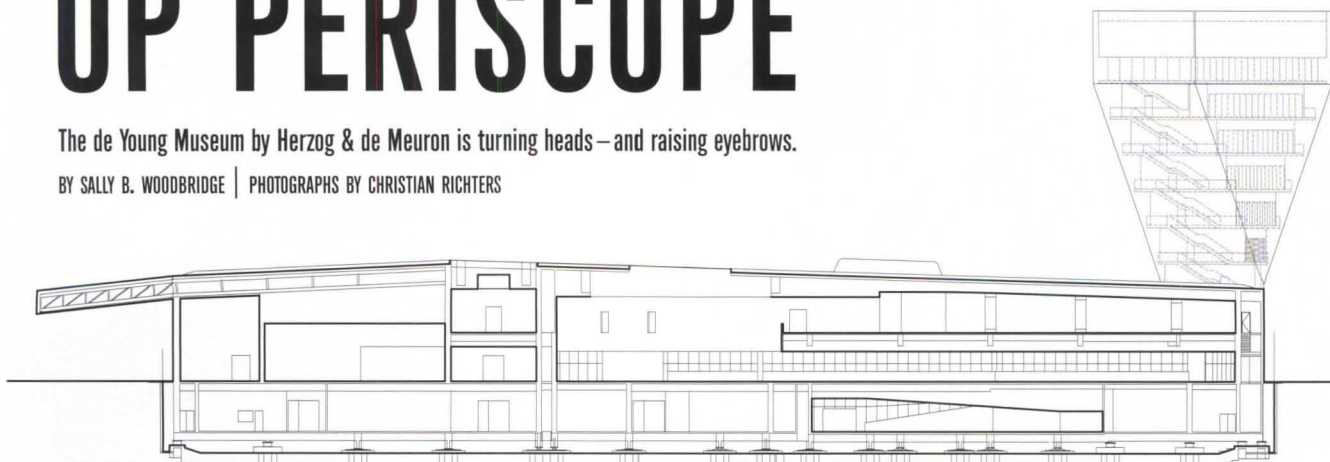 UP PERISCOPE
The de Young Museum by Herzog & de Meuron is turning heads—and raising eyebrows.
BY SALLY B. WOODBRIDGE | PHOTOGRAPHS BY CHRISTIAN RICHTERS